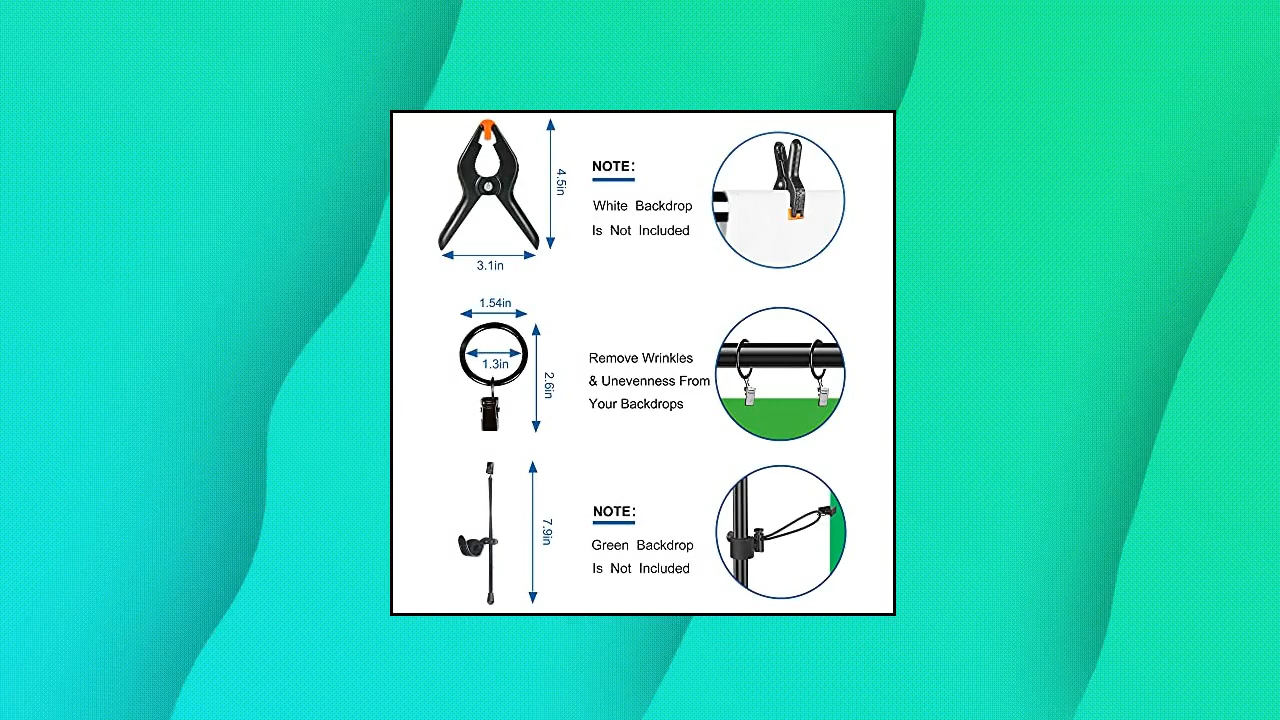 4.5in
3.1in
NOTE:
White Backdrop
Is Not Included
1.54in
1.3in
2.6in
Remove Wrinkles
& Unevenness From
Your Backdrops
7.9in
NOTE:
Green Backdrop
Is Not Included